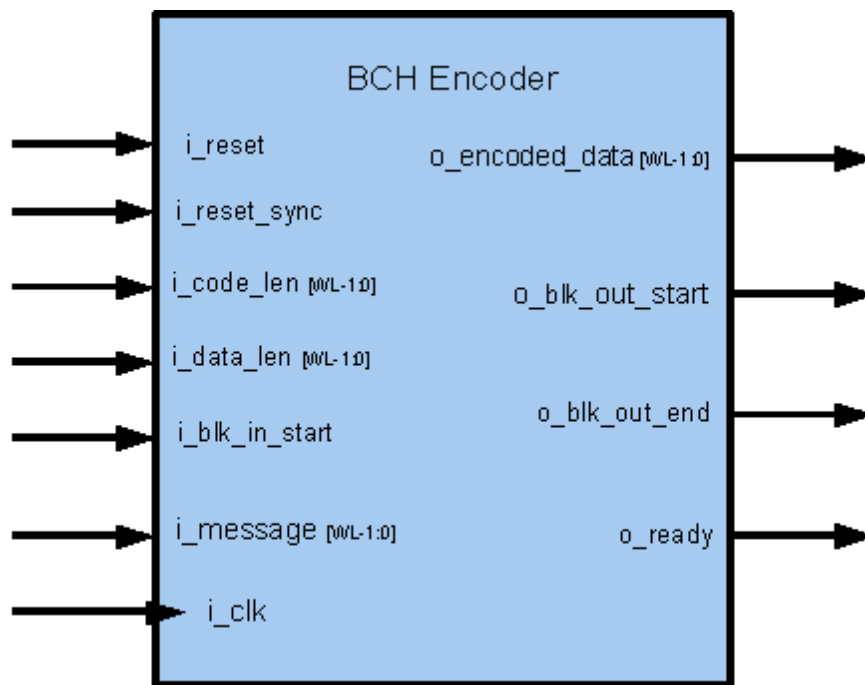 BCH Encoder
i_reset
i_reset_sync
i_code_len [WL-1:0]
i_data_len [WL-1:0]
i_blk_in_start
i_message [WL-1:0]
i_clk
o_encoded_data [WL-1:0]
o_blk_out_start
o_blk_out_end
o_ready